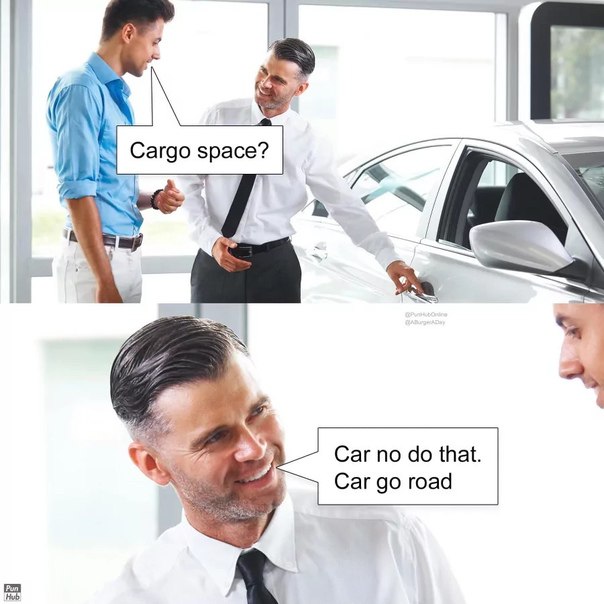 Cargo space?
@PunHubOnline
@ABurgerADay
Car no do that.
Car go road
Pun
Hub